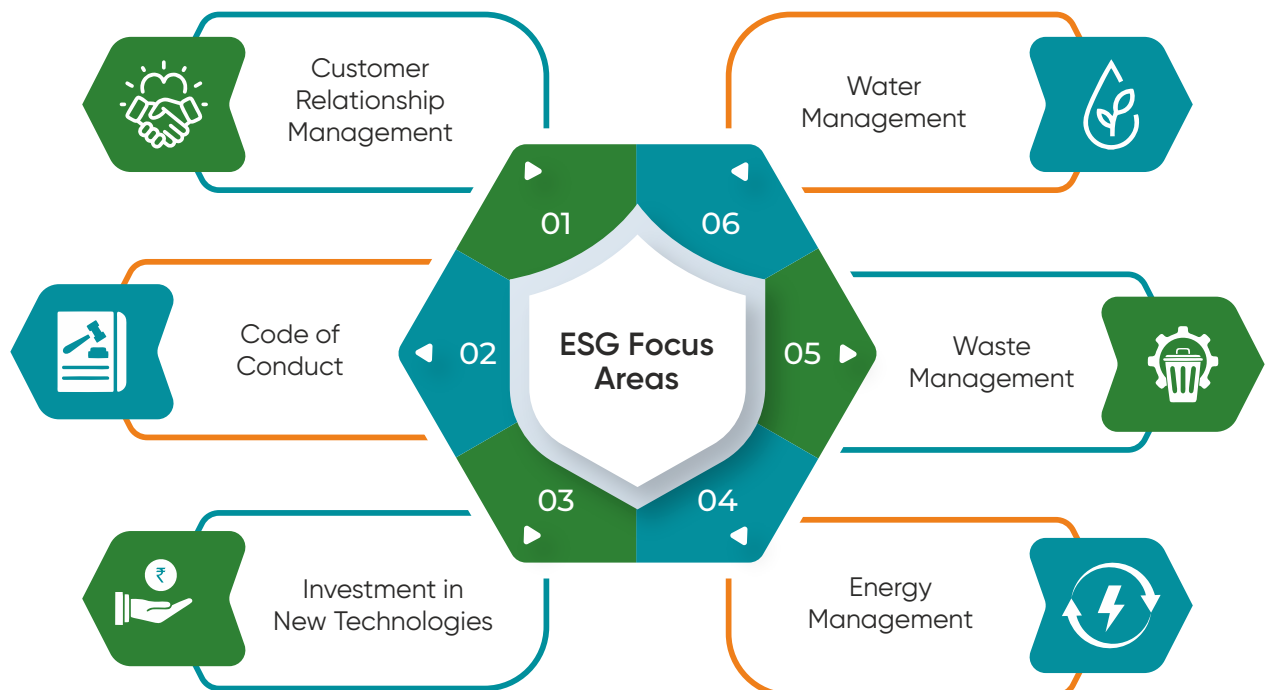 Customer
Relationship
Management
Water
Management
01
06
Code of
Conduct
02
ESG Focus
Areas
05
Waste
Management
03
04
₹
Investment in
New Technologies
Energy
Management